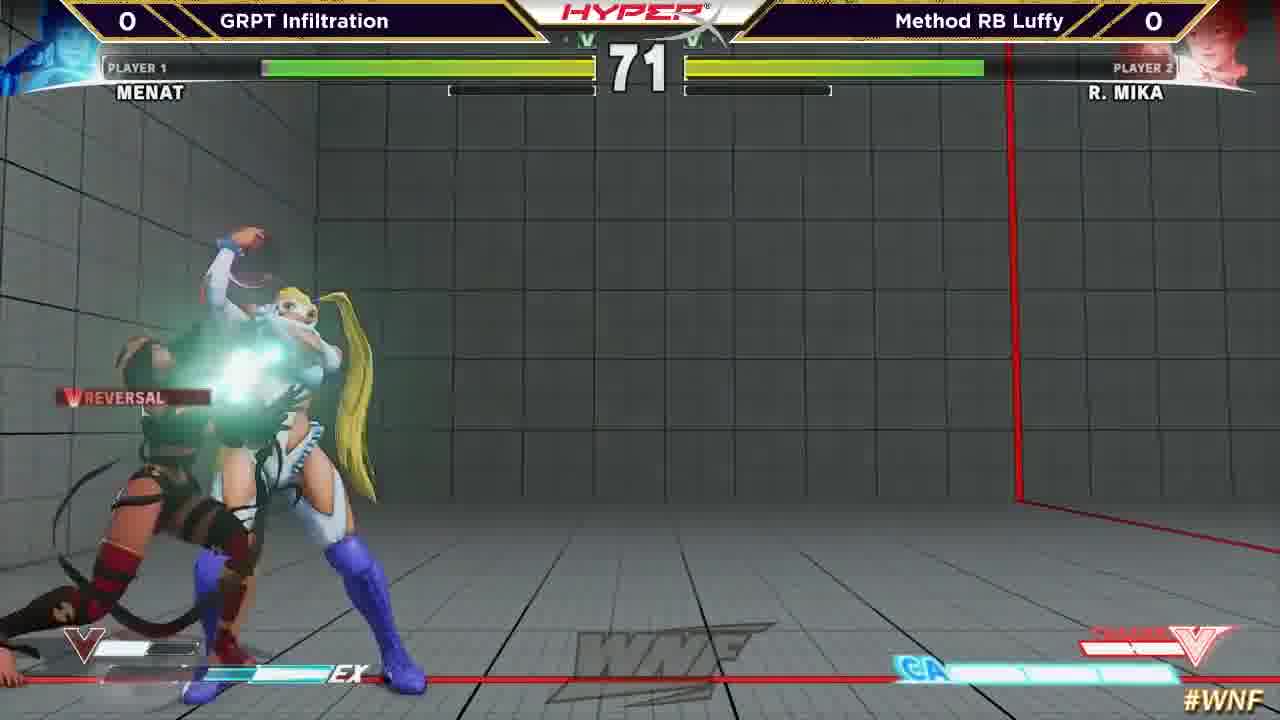 0 GRPT Infiltration HYPERX Method RB Luffy 0
PLAYER 1 71 PLAYER 2
MENAT R. MIKA
V REVERSAL
WNF
EX CA
#WNF